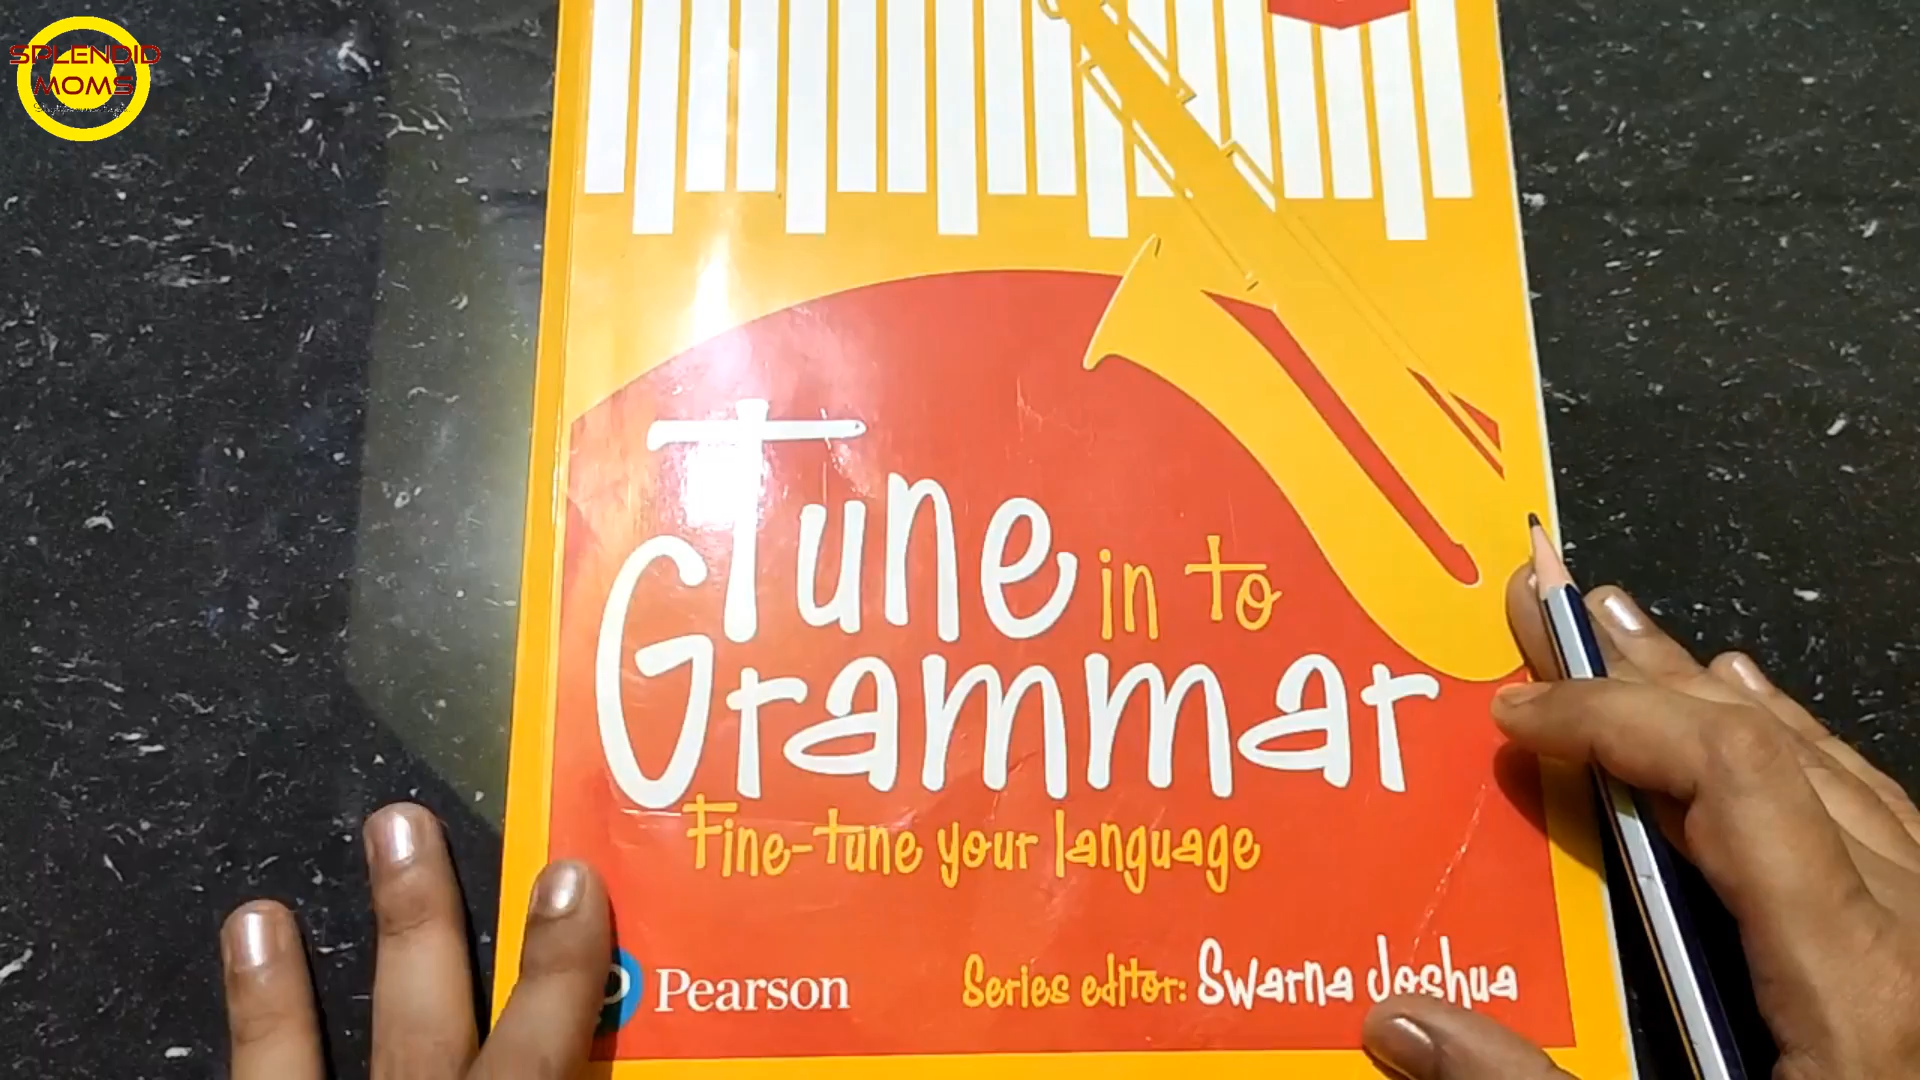 SPLENDID
MOMS
Tune in to
Grammar
Fine-tune your language
Pearson
Series editor: Swarna Joshua